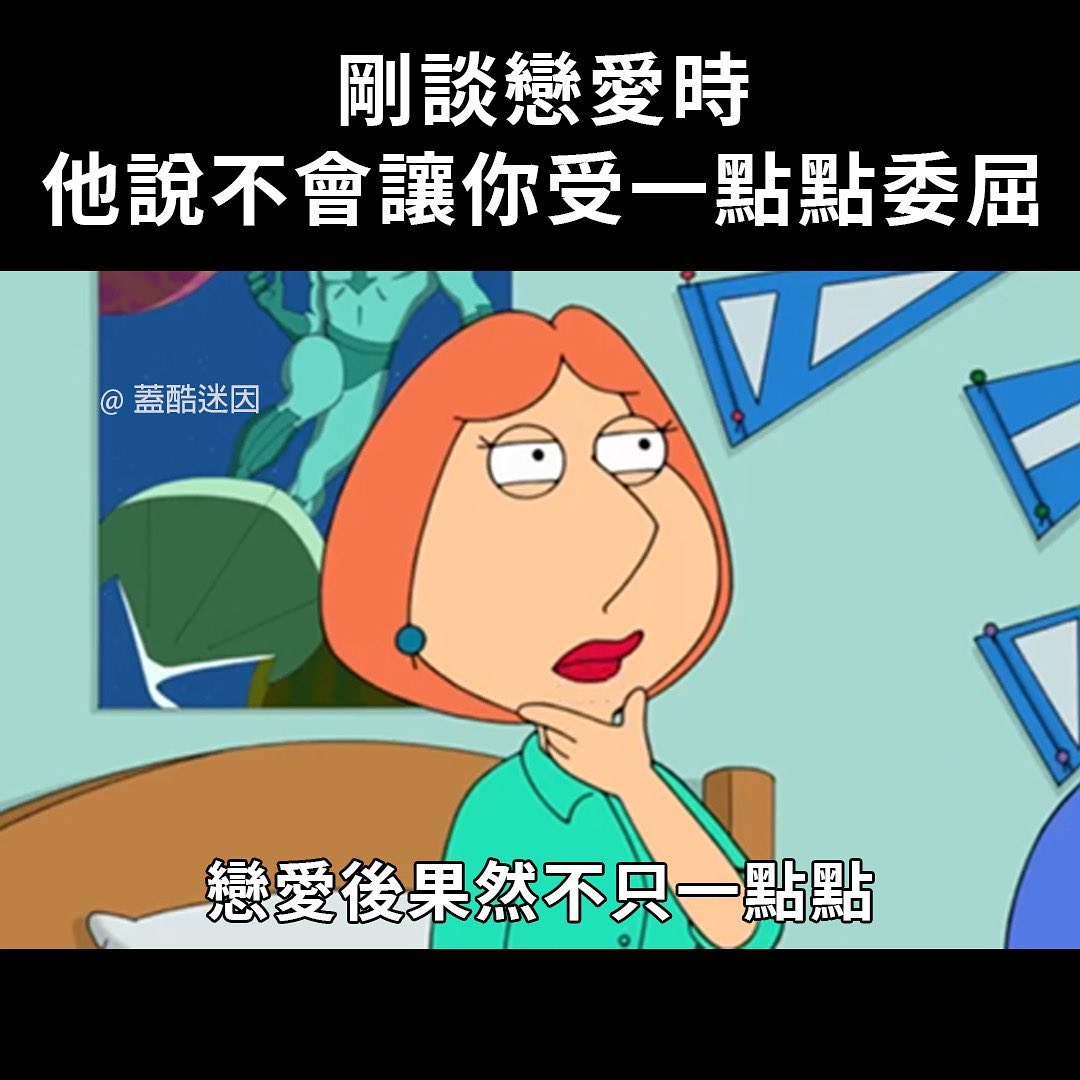 剛談戀愛時
他說不會讓你受一點點委屈
@ 蓋酷迷因
戀愛後果然不只一點點